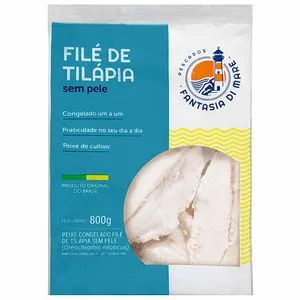 FILÉ DE
TILÁPIA
sem pele
PESCADOS
FANTASIA DI MARE
Congelado um a um
Praticidade no seu dia a dia
Peixe de cultivo
PRODUTO ORIGINAL
DO BRASIL
800g
PEIXE CONGELADO FILÉ
DE TILÁPIA SEM PELE
(Oreochromis niloticus)